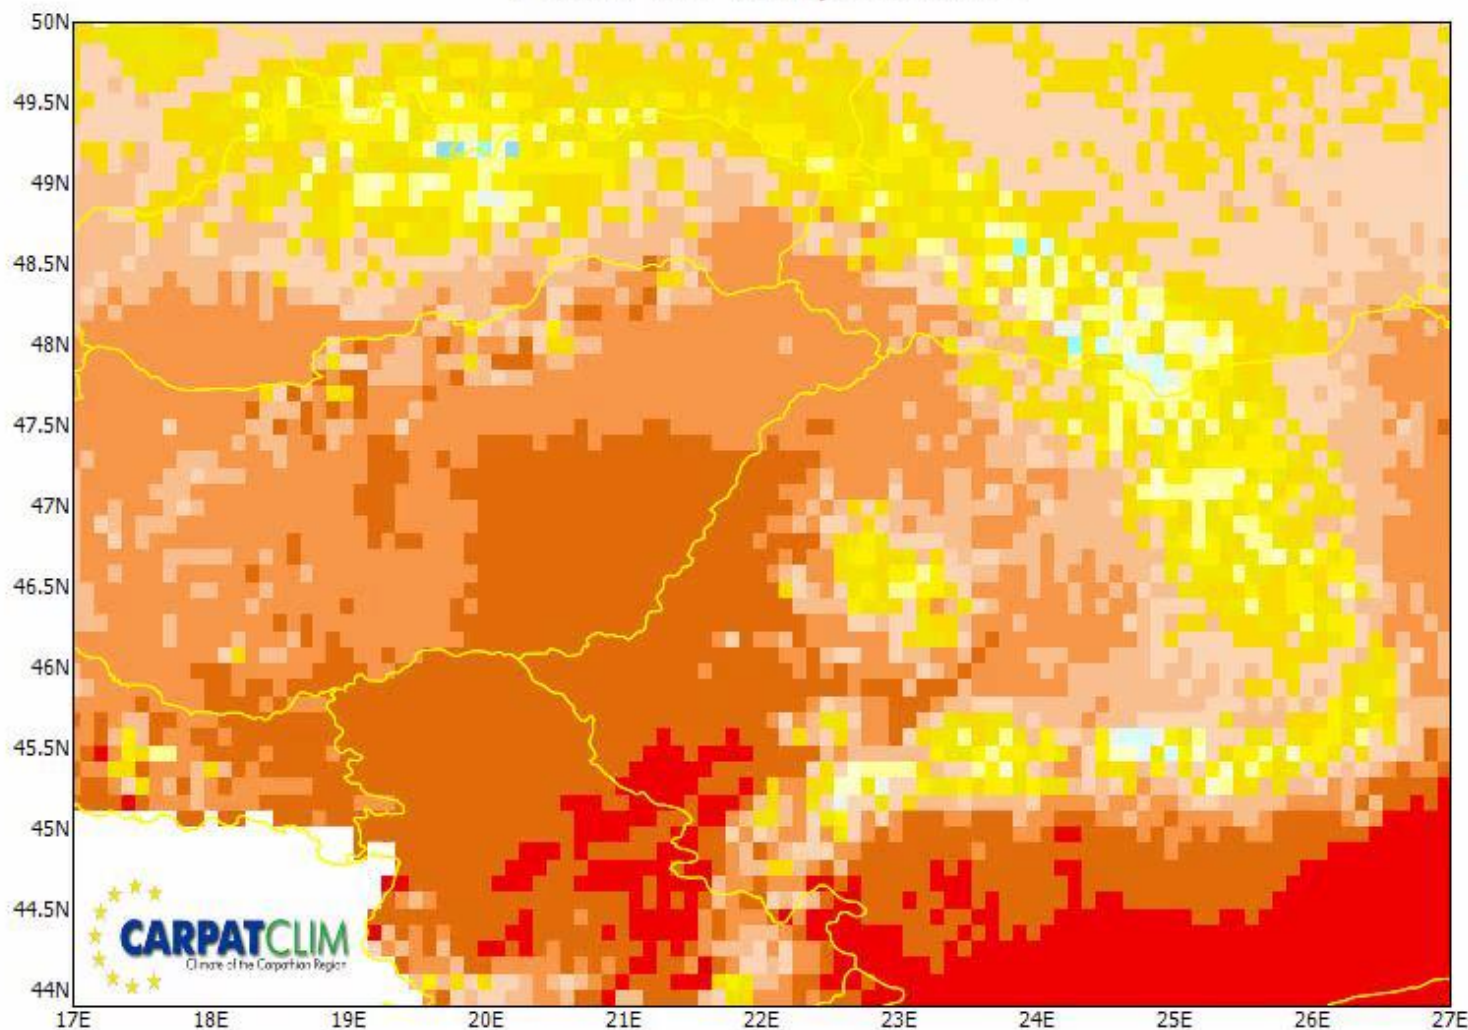 50N
49.5N
49N
48.5N
48N
47.5N
47N
46.5N
46N
45.5N
45N
44.5N
44N
CARPATCLIM
Climate of the Carpathian Region
17E 18E 19E 20E 21E 22E 23E 24E 25E 26E 27E